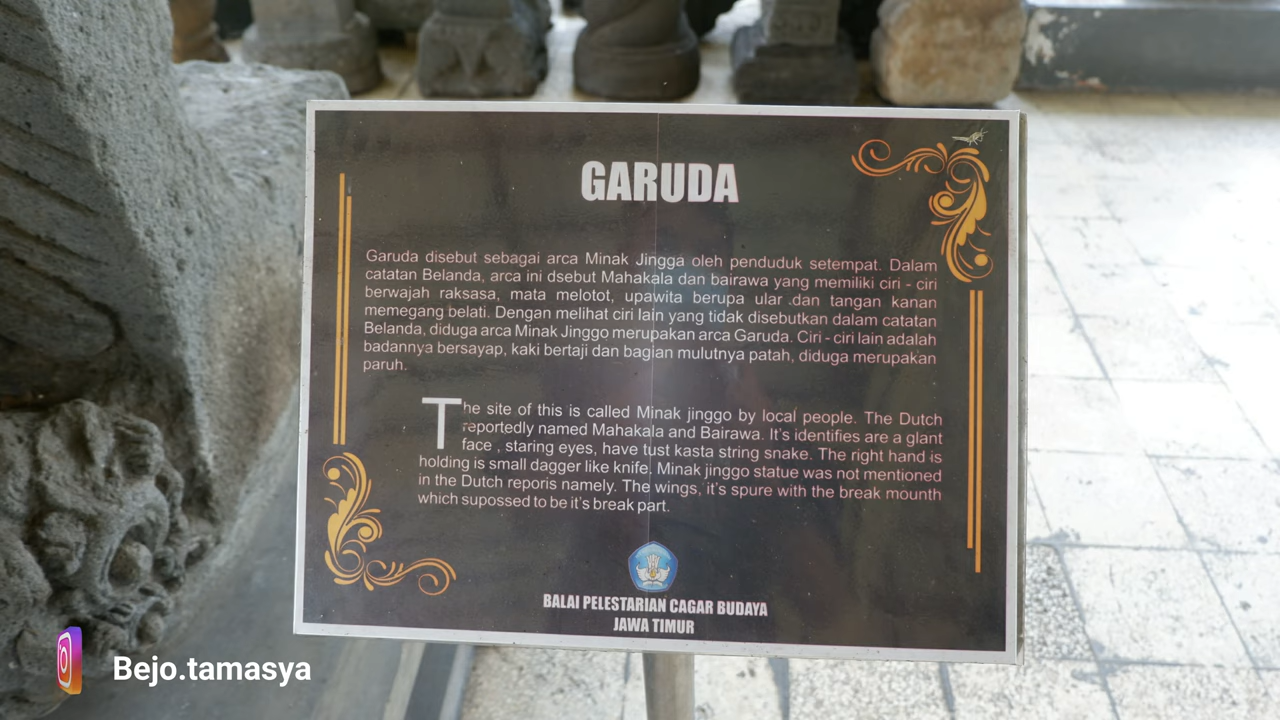 GARUDA
Garuda disebut sebagai arca Minak Jingga oleh penduduk setempat. Dalam
catatan Belanda, arca ini dsebut Mahakala dan bairawa yang memiliki ciri - ciri
berwajah raksasa, mata melotot, upawita berupa ular .dan tangan kanan
memegang belati. Dengan melihat ciri lain yang tidak disebutkan dalam catatan
Belanda, diduga arca Minak Jinggo merupakan arca Garuda. Ciri - ciri lain adalah
badannya bersayap, kaki bertaji dan bagian mulutnya patah, diduga merupakan
paruh.
The site of this is called Minak jinggo by local people. The Dutch
reportedly named Mahakala and Bairawa. It's identifies are a giant
face , staring eyes, have tust kasta string snake. The right hand is
holding is small dagger like knife. Minak jinggo statue was not mentioned
in the Dutch reporis namely. The wings, it's spure with the break mounth
which supossed to be it's break part.
BALAI PELESTARIAN CAGAR BUDAYA
JAWA TIMUR
Bejo.tamasya